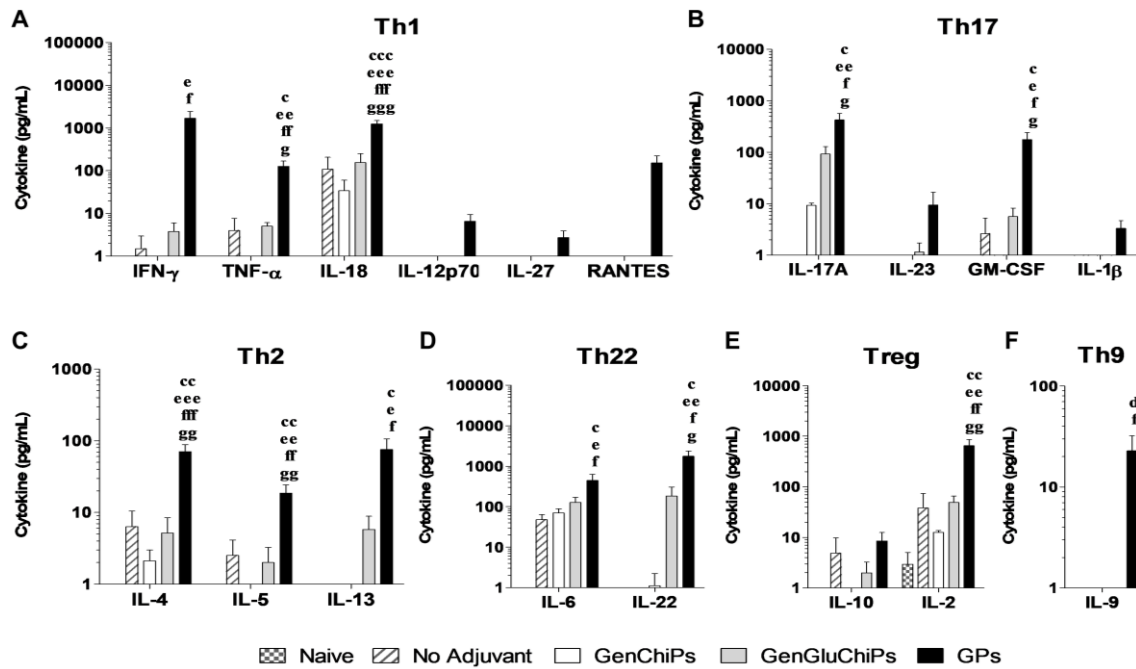 A
Th1
Cytokine (pg/mL)
100000
10000
1000
100
10
1
e
f
c
ee
ff
g
ccc
eee
fff
ggg
IFN-γ
TNF-α
IL-18
IL-12p70
IL-27
RANTES
B
Th17
Cytokine (pg/mL)
10000
1000
100
10
1
c
ee
f
g
c
e
f
g
IL-17A
IL-23
GM-CSF
IL-1β
C
Th2
Cytokine (pg/mL)
1000
100
10
1
cc
eee
fff
gg
cc
ee
ff
gg
c
e
f
IL-4
IL-5
IL-13
D
Th22
Cytokine (pg/mL)
100000
10000
1000
100
10
1
c
e
f
c
ee
f
g
IL-6
IL-22
E
Treg
Cytokine (pg/mL)
10000
1000
100
10
1
cc
ee
ff
gg
IL-10
IL-2
F
Th9
Cytokine (pg/mL)
100
10
1
f
IL-9
Naive
No Adjuvant
GenChiPs
GenGluChiPs
GPs